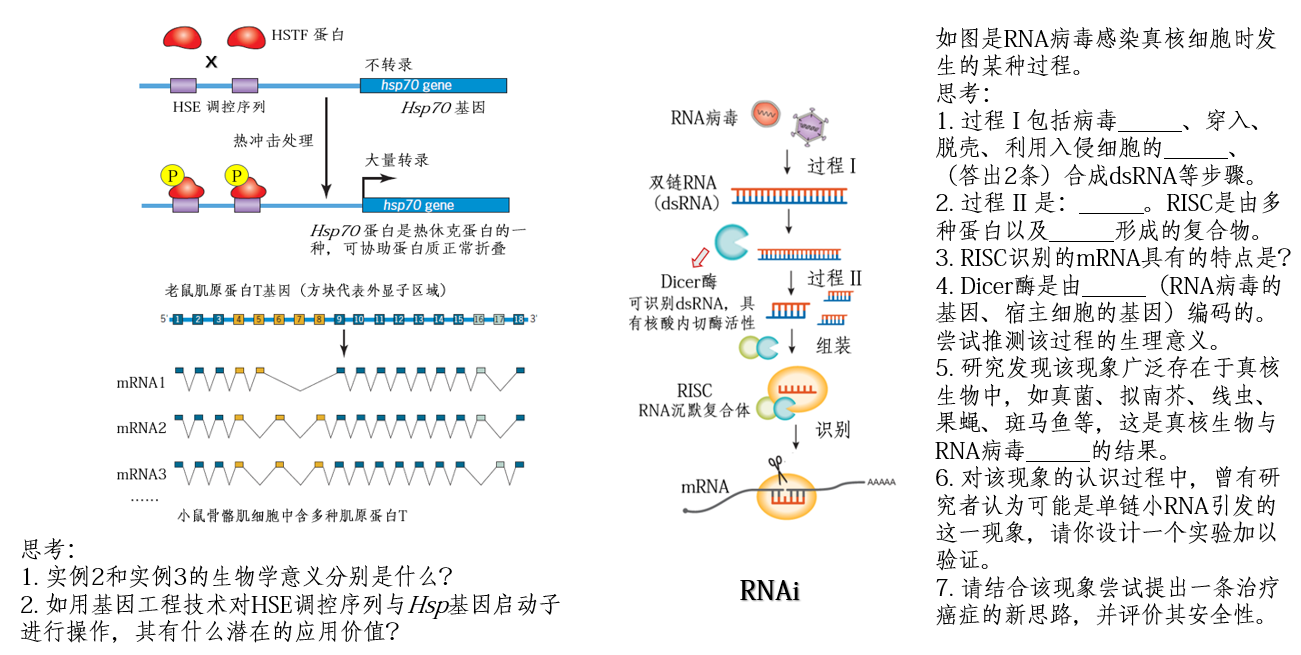 HSTF 蛋白
X
不转录
hsp70 gene
HSE 调控序列
Hsp70 基因
热冲击处理
P
P
大量转录
hsp70 gene
Hsp70 蛋白是热休克蛋白的一
种，可协助蛋白质正常折叠
老鼠肌原蛋白T基因（方块代表外显子区域）
5' 1 2 3 4 5 6 7 8 9 10 11 12 13 14 15 16 17 18 3'
mRNA1
mRNA2
mRNA3
……
小鼠骨骼肌细胞中含多种肌原蛋白T
思考：
1. 实例2和实例3的生物学意义分别是什么？
2. 如用基因工程技术对HSE调控序列与Hsp基因启动子
进行操作，其有什么潜在的应用价值？
RNA病毒
过程 I
双链RNA
（dsRNA）
Dicer酶
可识别dsRNA，具
有核酸内切酶活性
过程 II
组装
RISC
RNA沉默复合体
识别
mRNA
AAAAA
RNAi
如图是RNA病毒感染真核细胞时发
生的某种过程。
思考：
1. 过程 I 包括病毒______、穿入、
脱壳、利用入侵细胞的______、
（答出2条）合成dsRNA等步骤。
2. 过程 II 是：______。RISC是由多
种蛋白以及______形成的复合物。
3. RISC识别的mRNA具有的特点是？
4. Dicer酶是由______（RNA病毒的
基因、宿主细胞的基因）编码的。
尝试推测该过程的生理意义。
5. 研究发现该现象广泛存在于真核
生物中，如真菌、拟南芥、线虫、
果蝇、斑马鱼等，这是真核生物与
RNA病毒______的结果。
6. 对该现象的认识过程中，曾有研
究者认为可能是单链小RNA引发的
这一现象，请你设计一个实验加以
验证。
7. 请结合该现象尝试提出一条治疗
癌症的新思路，并评价其安全性。